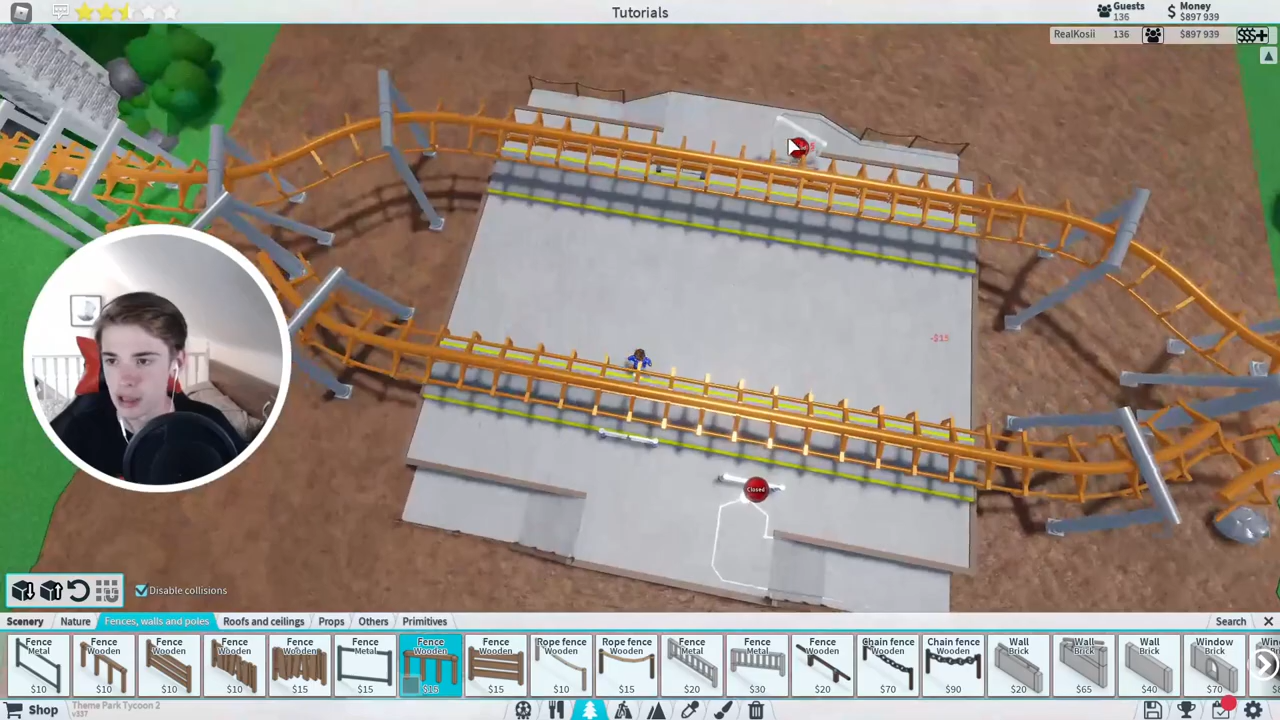 Tutorials
Guests
136
Money
$897 939
RealKosii 136 $897 939
-$15
Closed
Disable collisions
Scenery Nature Fences, walls and poles Roofs and ceilings Props Others Paintings Primitives Search
Fence Metal $10
Fence Wooden $10
Fence Wooden $10
Fence Wooden $10
Fence Wooden $15
Fence Metal $15
Fence Wooden $15
Fence Wooden $15
Rope fence Wooden $10
Rope fence Wooden $15
Fence Metal $20
Fence Metal $30
Fence Wooden $20
Chain fence Wooden $70
Chain fence Wooden $90
Wall Brick $20
Wall Brick $65
Wall Brick $40
Window Brick $70
Shop
Theme Park Tycoon 2
v337